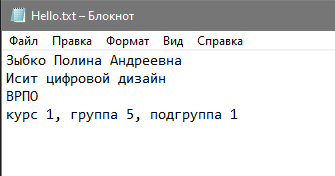 Hello.txt – Блокнот
Файл Правка Формат Вид Справка
Зыбко Полина Андреевна
Исит цифровой дизайн
ВРПО
курс 1, группа 5, подгруппа 1